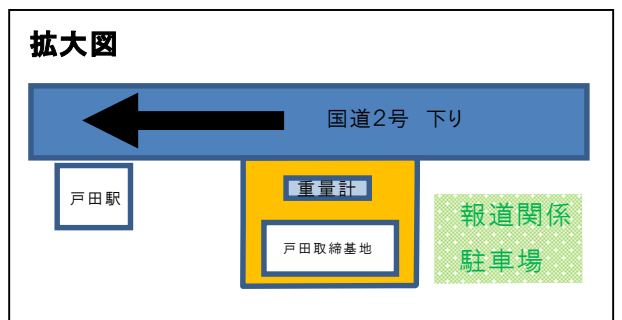 拡大図
国道2号　下り
戸田駅
重量計
戸田取締基地
報道関係
駐車場